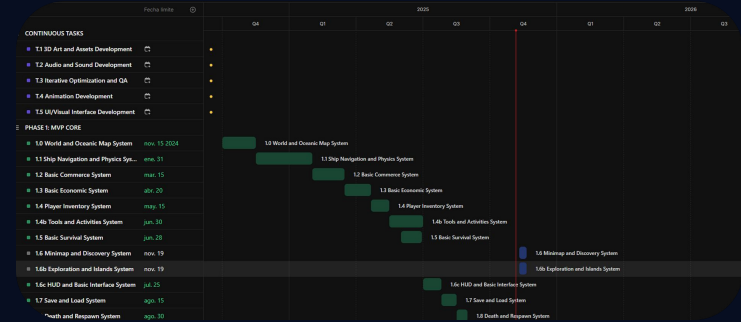 Fecha límite
2025 2026
Q4 Q1 Q2 Q3 Q4 Q1 Q2 Q3
CONTINUOUS TASKS
T.1 3D Art and Assets Development
T.2 Audio and Sound Development
T.3 Iterative Optimization and QA
T.4 Animation Development
T.5 UI/Visual Interface Development
PHASE 1: MVP CORE
1.0 World and Oceanic Map System nov. 15 2024 1.0 World and Oceanic Map System
1.1 Ship Navigation and Physics Sys... ene. 31 1.1 Ship Navigation and Physics System
1.2 Basic Commerce System mar. 15 1.2 Basic Commerce System
1.3 Basic Economic System abr. 20 1.3 Basic Economic System
1.4 Player Inventory System may. 15 1.4 Player Inventory System
1.4b Tools and Activities System jun. 30 1.4b Tools and Activities System
1.5 Basic Survival System jun. 28 1.5 Basic Survival System
1.6 Minimap and Discovery System nov. 19 1.6 Minimap and Discovery System
1.6b Exploration and Islands System nov. 19 1.6b Exploration and Islands System
1.6c HUD and Basic Interface System jul. 25 1.6c HUD and Basic Interface System
1.7 Save and Load System ago. 15 1.7 Save and Load System
Death and Respawn System ago. 30 1.8 Death and Respawn System